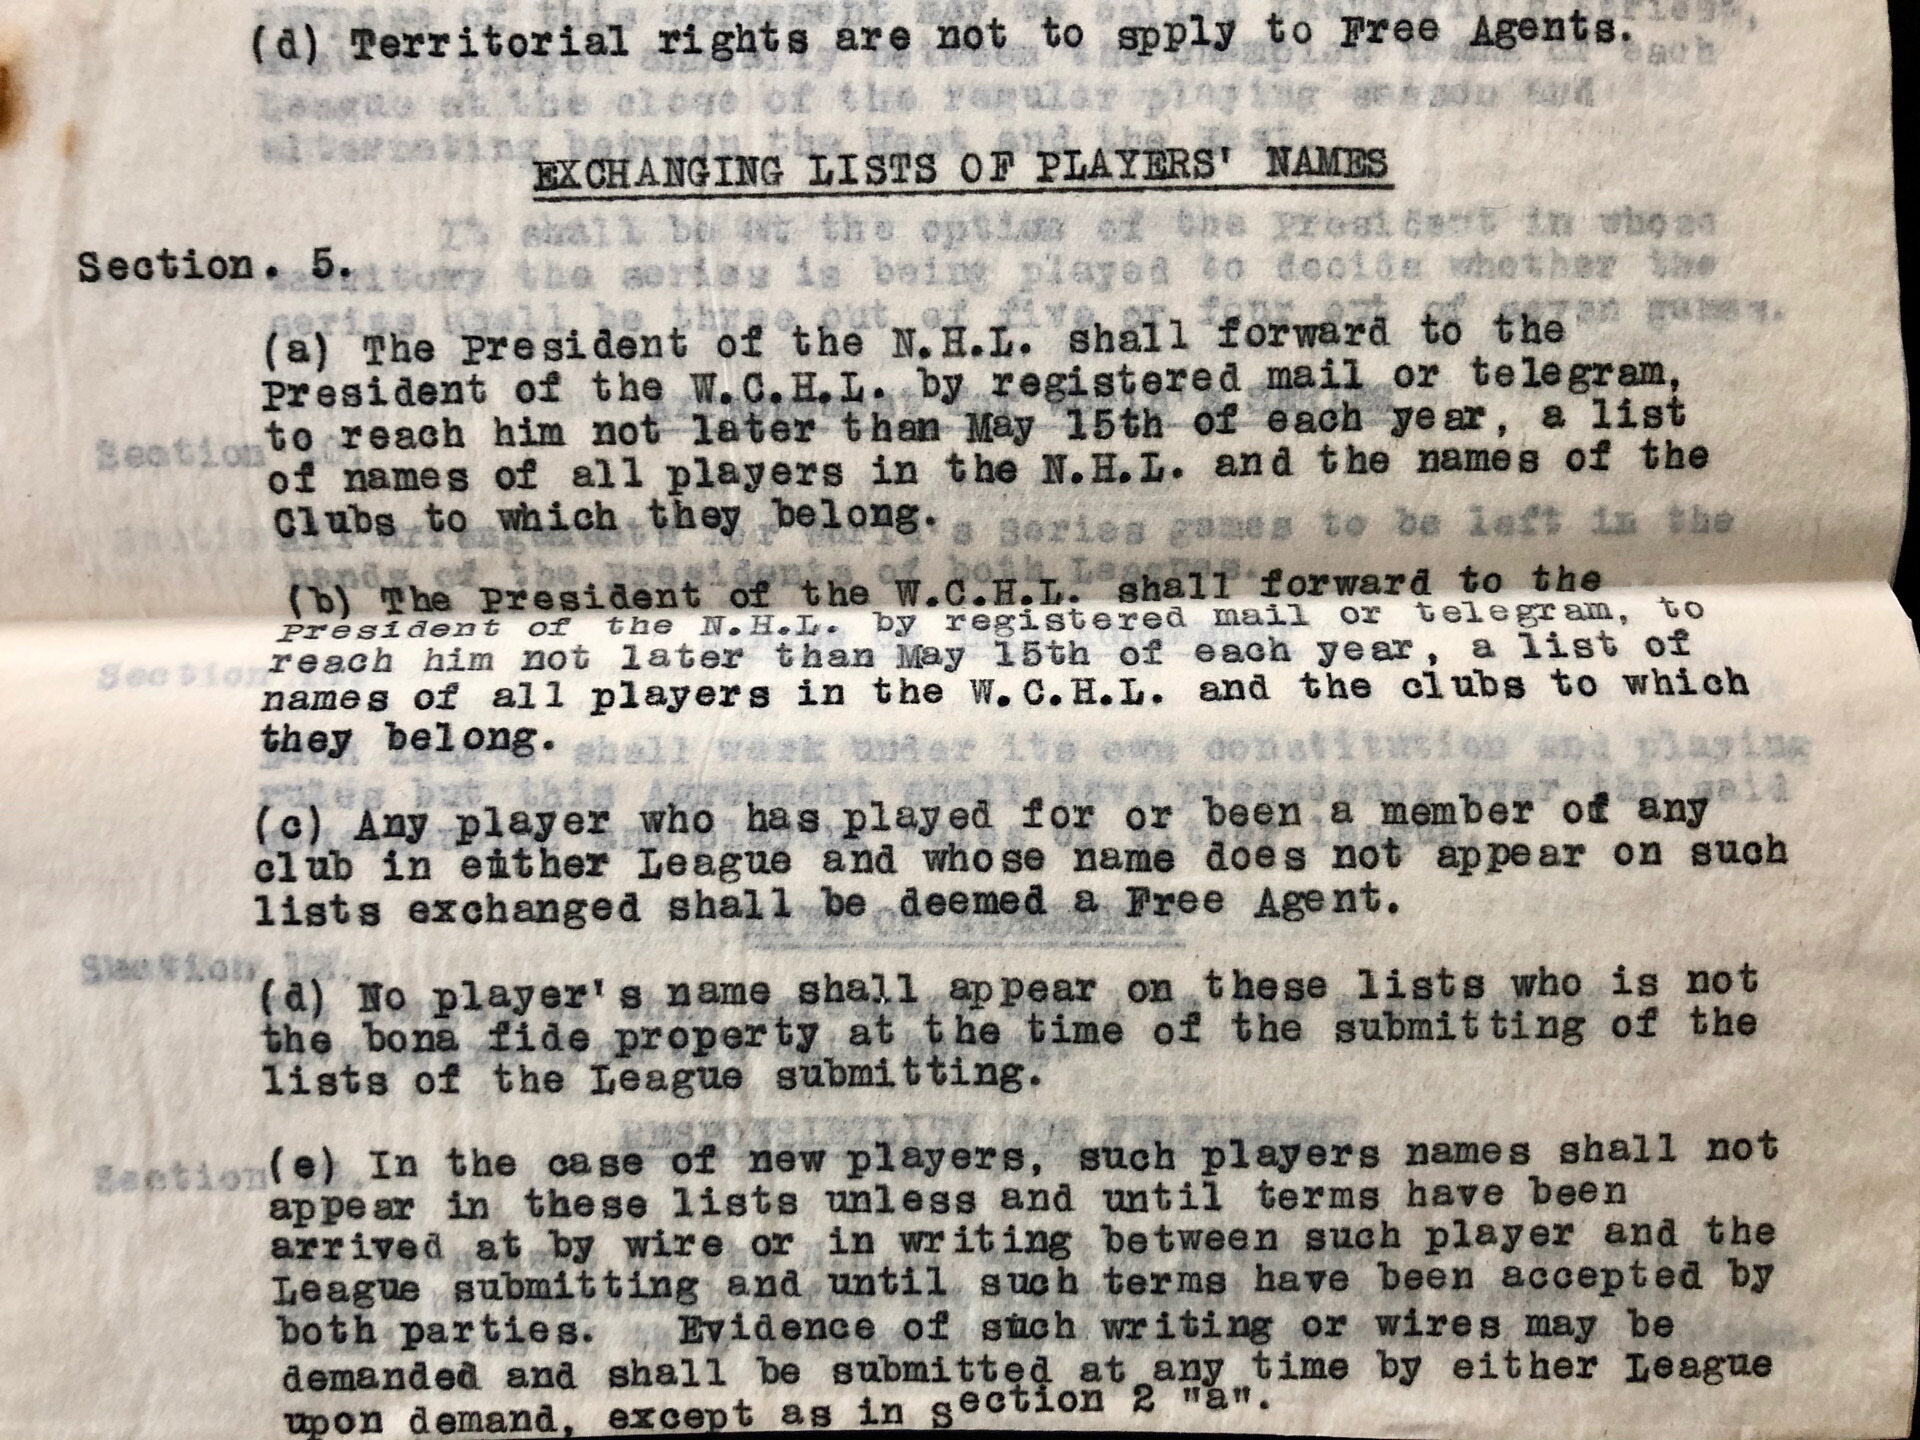 (d) Territorial rights are not to spply to Free Agents.
EXCHANGING LISTS OF PLAYERS' NAMES
Section. 5.
(a) The President of the N.H.L. shall forward to the
President of the W.C.H.L. by registered mail or telegram,
to reach him not later than May 15th of each year, a list
of names of all players in the N.H.L. and the names of the
Clubs to which they belong.
(b) The President of the W.C.H.L. shall forward to the
President of the N.H.L. by registered mail or telegram, to
reach him not later than May 15th of each year, a list of
names of all players in the W.C.H.L. and the clubs to which
they belong.
(c) Any player who has played for or been a member of any
club in either League and whose name does not appear on such
lists exchanged shall be deemed a Free Agent.
(d) No player's name shall appear on these lists who is not
the bona fide property at the time of the submitting of the
lists of the League submitting.
(e) In the case of new players, such players names shall not
appear in these lists unless and until terms have been
arrived at by wire or in writing between such player and the
League submitting and until such terms have been accepted by
both parties. Evidence of such writing or wires may be
demanded and shall be submitted at any time by either League
upon demand, except as in section 2 "a".